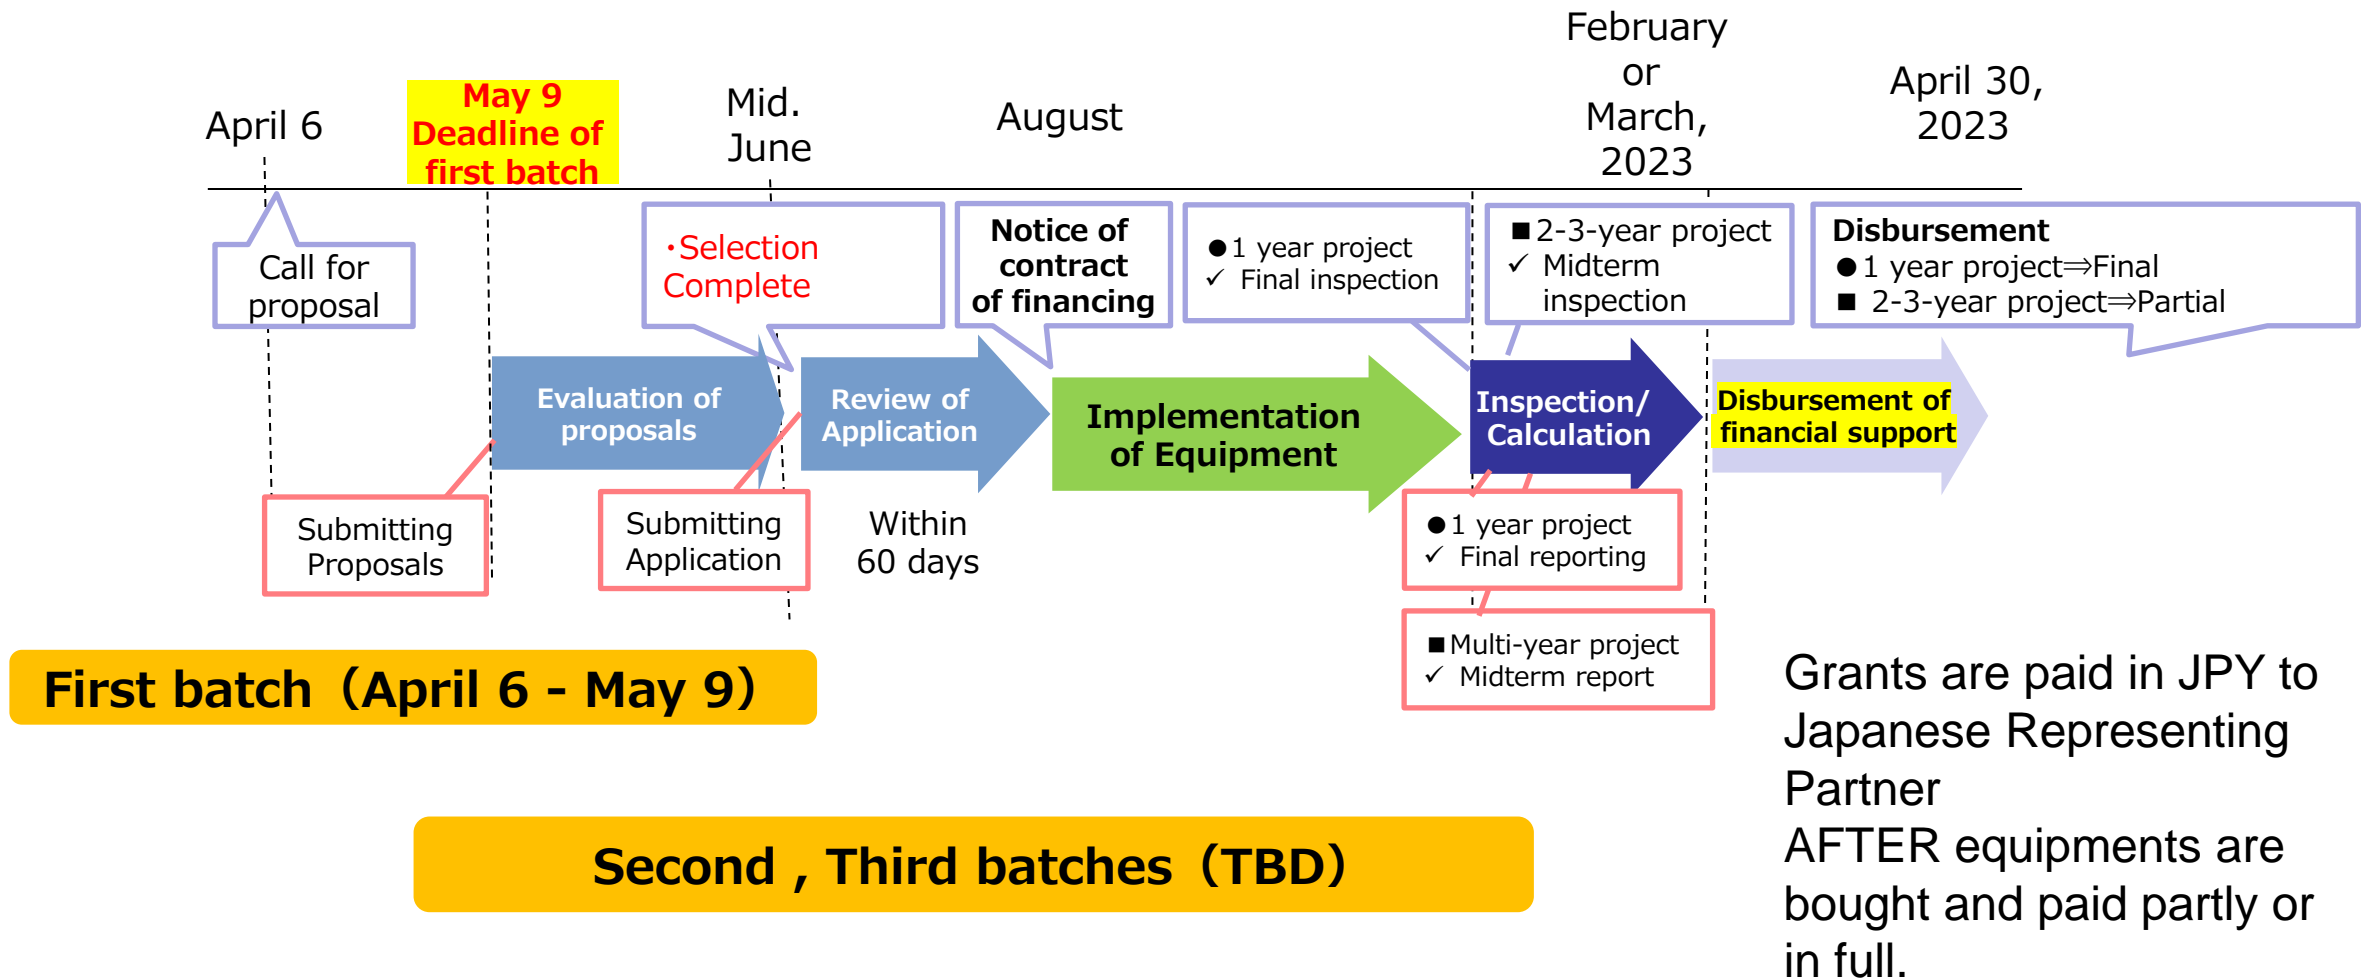 April 6
May 9
Deadline of
first batch
Mid.
June
August
February
or
March,
2023
April 30,
2023
Call for
proposal
・Selection
Complete
Notice of
contract
of financing
●1 year project
✓ Final inspection
■2-3-year project
✓ Midterm
inspection
Disbursement
●1 year project⇒Final
■ 2-3-year project⇒Partial
Evaluation of
proposals
Review of
Application
Implementation
of Equipment
Inspection/
Calculation
Disbursement of
financial support
Submitting
Proposals
Submitting
Application
Within
60 days
●1 year project
✓ Final reporting
■Multi-year project
✓ Midterm report
First batch（April 6 - May 9）
Second , Third batches（TBD）
Grants are paid in JPY to
Japanese Representing
Partner
AFTER equipments are
bought and paid partly or
in full.